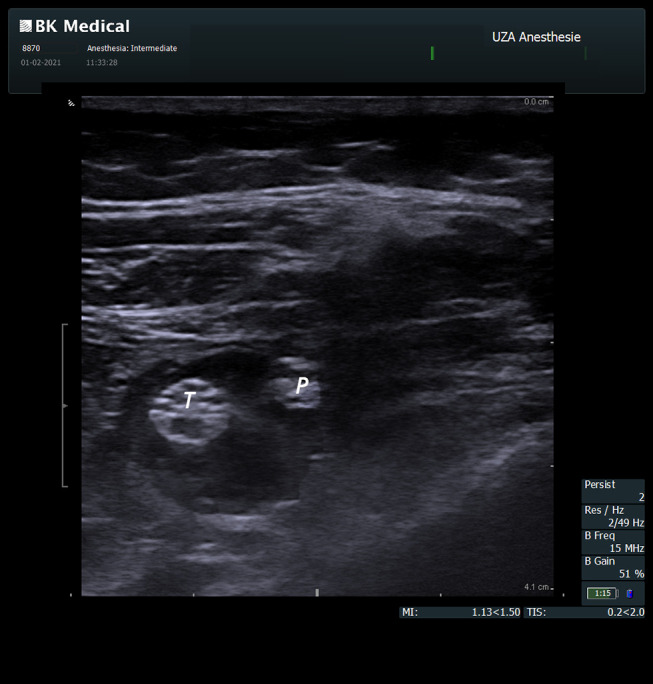 BK Medical
UZA Anesthesie
8870 Anesthesia: Intermediate
01-02-2021 11:33:28
0.0 cm
T
P
Persist
2
Res / Hz
2/49 Hz
B Freq
15 MHz
B Gain
51 %
4.1 cm
1:15
MI: 1.13<1.50 TIS: 0.2<2.0